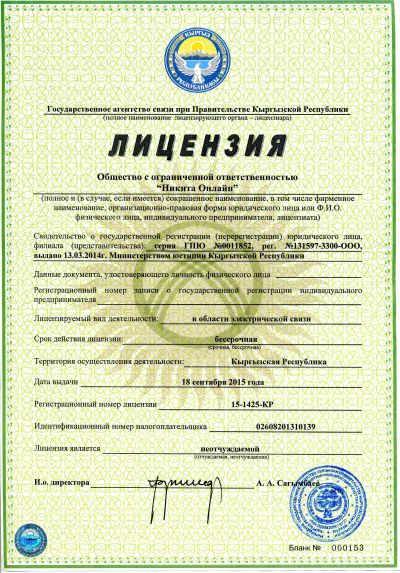 КЫРГЫЗ
РЕСПУБЛИКАСЫ
Государственное агентство связи при Правительстве Кыргызской Республики
(полное наименование лицензирующего органа – лицензиара)
ЛИЦЕНЗИЯ
Общество с ограниченной ответственностью
“Никита Онлайн”
(полное и (в случае, если имеется) сокращенное наименование, в том числе фирменное
наименование, организационно-правовая форма юридического лица или Ф.И.О.
физического лица, индивидуального предпринимателя, лицензиата)
Свидетельство о государственной регистрации (перерегистрации) юридического лица,
филиала (представительства) серия ГПЮ №0011852, рег. №131597-3300-ООО,
выдано 13.03.2014г. Министерством юстиции Кыргызской Республики
Данные документа, удостоверяющего личность физического лица
Регистрационный номер записи о государственной регистрации индивидуального
предпринимателя
Лицензируемый вид деятельности: в области электрической связи
Срок действия лицензии: бессрочная
(срочная, бессрочная)
Территория осуществления деятельности: Кыргызская Республика
Дата выдачи 18 сентября 2015 года
Регистрационный номер лицензии 15-1425-КР
Идентификационный номер налогоплательщика 02608201310139
Лицензия является неотчуждаемой
(отчуждаемая, неотчуждаемая)
И.о. директора А. А. Сагымбаев
Бланк № 000153